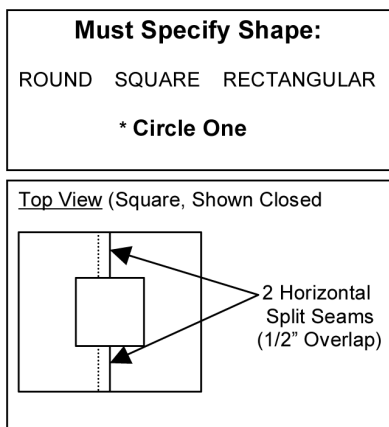 Must Specify Shape:
ROUND SQUARE RECTANGULAR
* Circle One
Top View (Square, Shown Closed
2 Horizontal
Split Seams
(1/2” Overlap)